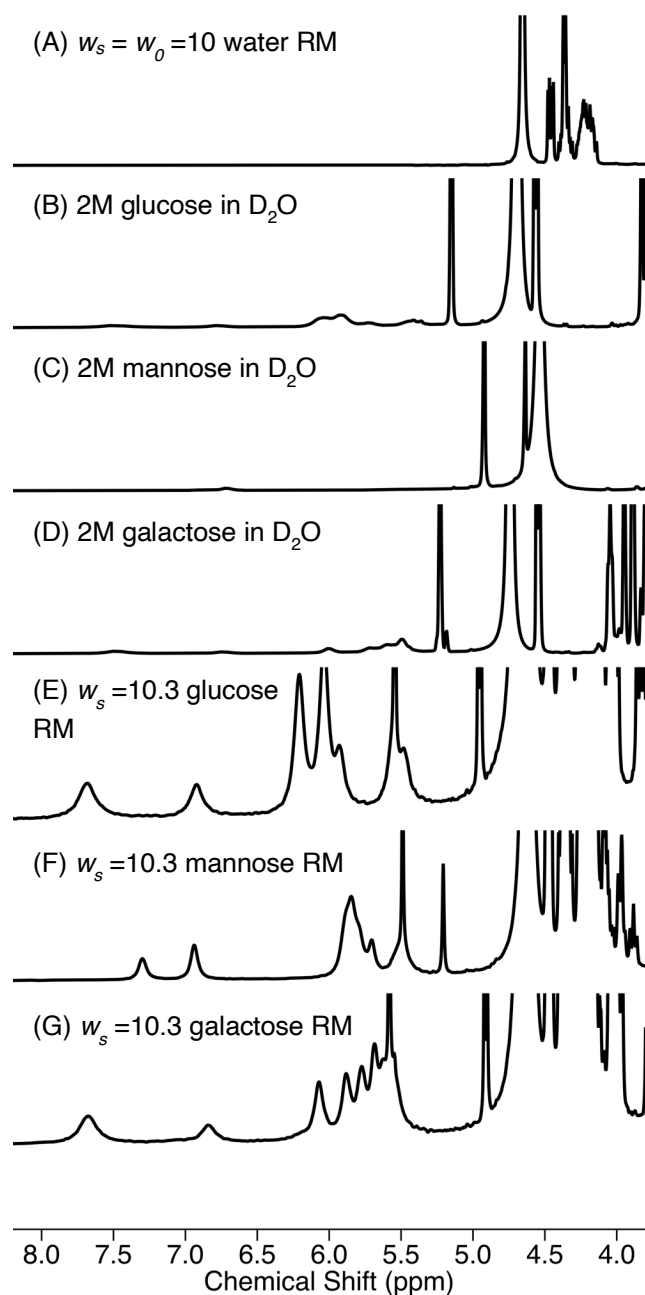 (A) wₛ = w₀ =10 water RM
(B) 2M glucose in D₂O
(C) 2M mannose in D₂O
(D) 2M galactose in D₂O
(E) wₛ =10.3 glucose
RM
(F) wₛ =10.3 mannose RM
(G) wₛ =10.3 galactose RM
8.0 7.5 7.0 6.5 6.0 5.5 5.0 4.5 4.0
Chemical Shift (ppm)